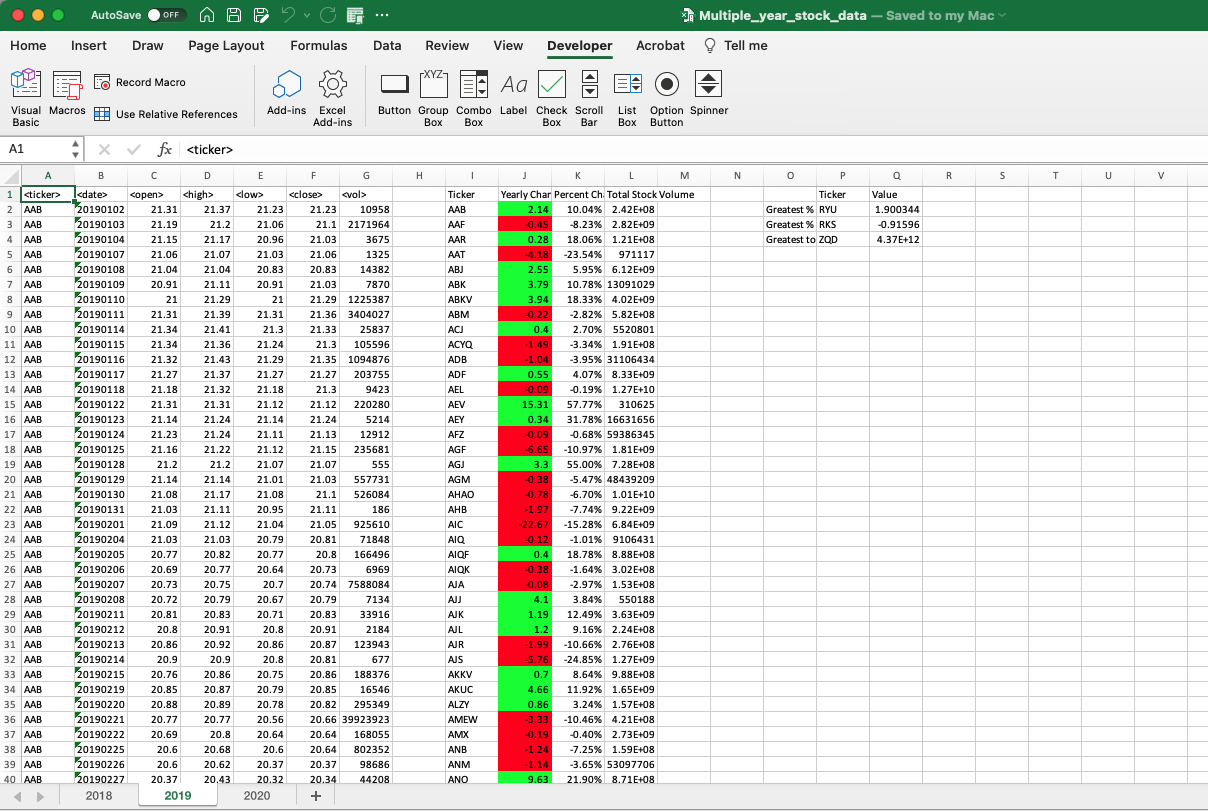 AutoSave OFF Multiple_year_stock_data — Saved to my Mac
Home Insert Draw Page Layout Formulas Data Review View Developer Acrobat Tell me
Visual Basic Macros Record Macro Use Relative References Add-ins Excel Add-ins Button XYZ Group Box Combo Box Aa Label Check Box Scroll Bar List Box Option Button Spinner
A1 fx <ticker>
A B C D E F G H I J K L M N O P Q R S T U V
1 <ticker> <date> <open> <high> <low> <close> <vol> Ticker Yearly Char Percent Ch Total Stock Volume Ticker Value
2 AAB 20190102 21.31 21.37 21.23 21.23 10958 AAB 2.14 10.04% 2.42E+08 Greatest % RYU 1.900344
3 AAB 20190103 21.19 21.2 21.06 21.1 2171964 AAF -0.45 -8.23% 2.82E+09 Greatest % RKS -0.91596
4 AAB 20190104 21.15 21.17 20.96 21.03 3675 AAR 0.28 18.06% 1.21E+08 Greatest to ZQD 4.37E+12
5 AAB 20190107 21.06 21.07 21.03 21.06 1325 AAT -4.18 -23.54% 971117
6 AAB 20190108 21.04 21.04 20.83 20.83 14382 ABJ 2.55 5.95% 6.12E+09
7 AAB 20190109 20.91 21.11 20.91 21.03 7870 ABK 3.79 10.78% 13091029
8 AAB 20190110 21 21.29 21 21.29 1225387 ABKV 3.94 18.33% 4.02E+09
9 AAB 20190111 21.31 21.39 21.31 21.36 3404027 ABM -0.22 -2.82% 5.82E+08
10 AAB 20190114 21.34 21.41 21.3 21.33 25837 ACJ 0.4 2.70% 5520801
11 AAB 20190115 21.34 21.36 21.24 21.3 105596 ACYQ -1.49 -3.34% 1.91E+08
12 AAB 20190116 21.32 21.43 21.29 21.35 1094876 ADB -1.04 -3.95% 31106434
13 AAB 20190117 21.27 21.37 21.27 21.27 203755 ADF 0.55 4.07% 8.33E+09
14 AAB 20190118 21.18 21.32 21.18 21.3 9423 AEL -0.09 -0.19% 1.27E+10
15 AAB 20190122 21.31 21.31 21.12 21.12 220280 AEV 15.31 57.77% 310625
16 AAB 20190123 21.14 21.24 21.14 21.24 5214 AEY 0.34 31.78% 16631656
17 AAB 20190124 21.23 21.24 21.11 21.13 12912 AFZ -0.09 -0.68% 59386345
18 AAB 20190125 21.16 21.22 21.12 21.15 235681 AGF -6.65 -10.97% 1.81E+09
19 AAB 20190128 21.2 21.2 21.07 21.07 555 AGJ 3.3 55.00% 7.28E+08
20 AAB 20190129 21.14 21.14 21.01 21.03 557731 AGM -0.38 -5.47% 48439209
21 AAB 20190130 21.08 21.17 21.08 21.1 526084 AHAO -0.78 -6.70% 1.01E+10
22 AAB 20190131 21.03 21.11 20.95 21.11 186 AHB -1.97 -7.74% 9.22E+09
23 AAB 20190201 21.09 21.12 21.04 21.05 925610 AIC -22.67 -15.28% 6.84E+09
24 AAB 20190204 21.03 21.03 20.79 20.81 71848 AIQ -0.12 -1.01% 9106431
25 AAB 20190205 20.77 20.82 20.77 20.8 166496 AIQF 0.4 18.78% 8.88E+08
26 AAB 20190206 20.69 20.77 20.64 20.73 6969 AIQK -0.38 -1.64% 3.02E+08
27 AAB 20190207 20.73 20.75 20.7 20.74 7588084 AJA -0.08 -2.97% 1.53E+08
28 AAB 20190208 20.72 20.79 20.67 20.79 7134 AJJ 4.1 3.84% 550188
29 AAB 20190211 20.81 20.83 20.71 20.83 33916 AJK 1.19 12.49% 3.63E+09
30 AAB 20190212 20.8 20.91 20.8 20.91 2184 AJL 1.2 9.16% 2.24E+08
31 AAB 20190213 20.86 20.92 20.86 20.87 123943 AJR -1.99 -10.66% 2.76E+08
32 AAB 20190214 20.9 20.9 20.8 20.81 677 AJS -5.76 -24.85% 1.27E+09
33 AAB 20190215 20.76 20.86 20.75 20.86 188376 AKKV 0.7 8.64% 9.88E+08
34 AAB 20190219 20.85 20.87 20.79 20.85 16546 AKUC 4.66 11.92% 1.65E+09
35 AAB 20190220 20.88 20.89 20.78 20.82 295349 ALZY 0.86 3.24% 1.57E+08
36 AAB 20190221 20.77 20.77 20.56 20.66 39923923 AMEW -3.33 -10.46% 4.21E+08
37 AAB 20190222 20.69 20.8 20.64 20.64 168055 AMX -0.19 -0.40% 2.73E+09
38 AAB 20190225 20.6 20.68 20.6 20.64 802352 ANB -1.24 -7.25% 1.59E+08
39 AAB 20190226 20.6 20.62 20.37 20.37 98686 ANM -1.14 -3.65% 53097706
40 AAB 20190227 20.37 20.43 20.32 20.34 44208 ANO 9.63 21.90% 8.71E+08
2018 2019 2020 +